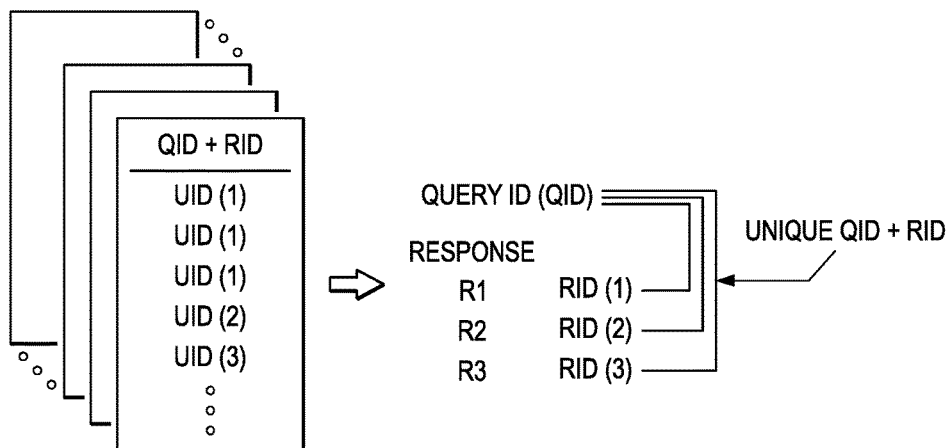 QID + RID
UID (1)
UID (1)
UID (1)
UID (2)
UID (3)
QUERY ID (QID)
UNIQUE QID + RID
RESPONSE
R1 RID (1)
R2 RID (2)
R3 RID (3)